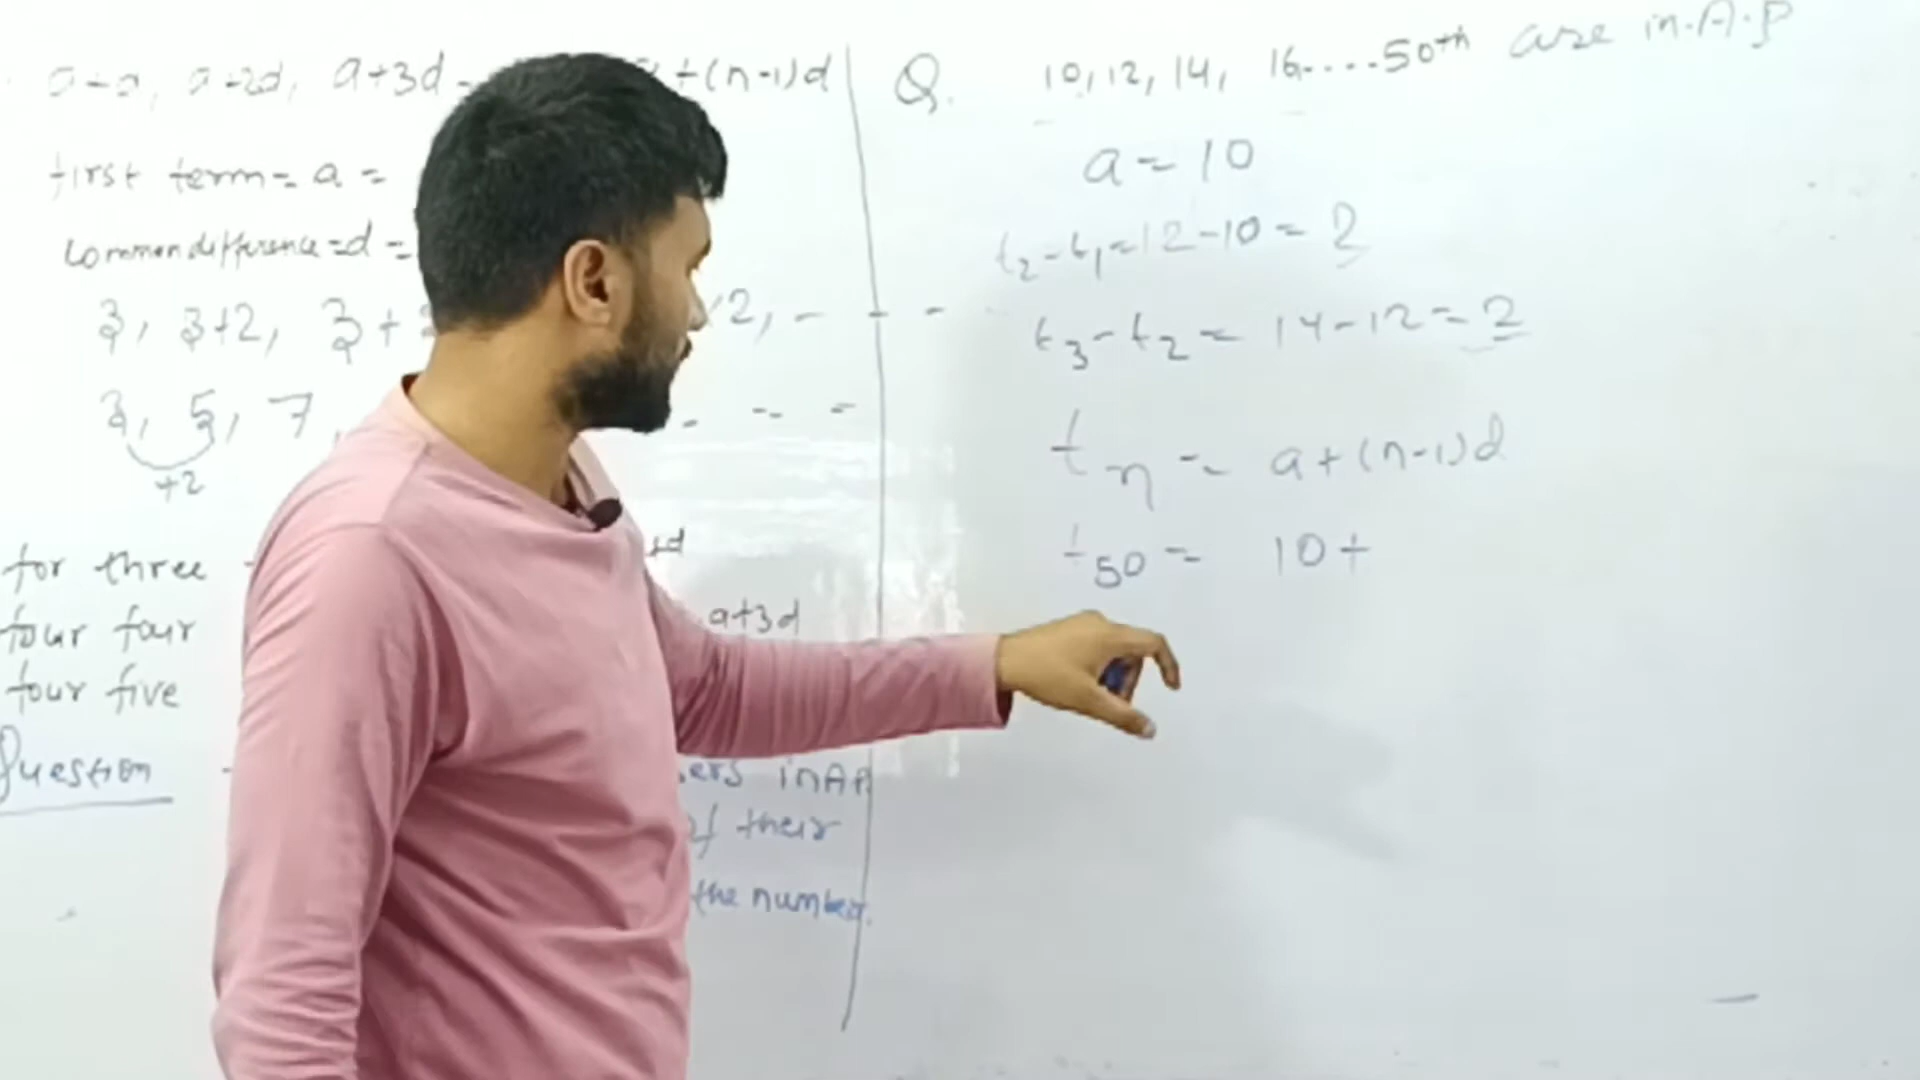 a+(n-1)d
a+2d, a+3d
first term = a =
common difference = d =
3, 3+2, 3+
2, - - -
3, 5, 7,
- -- -
+2
for three -
four four
a+3d
four five
Question -
ers in AP
of their
the number.
Q. 10, 12, 14, 16....50th are in A.P
a = 10
t2-t1=12-10 = 2
t3-t2 = 14-12 = 2
tn = a+(n-1)d
t50 = 10+